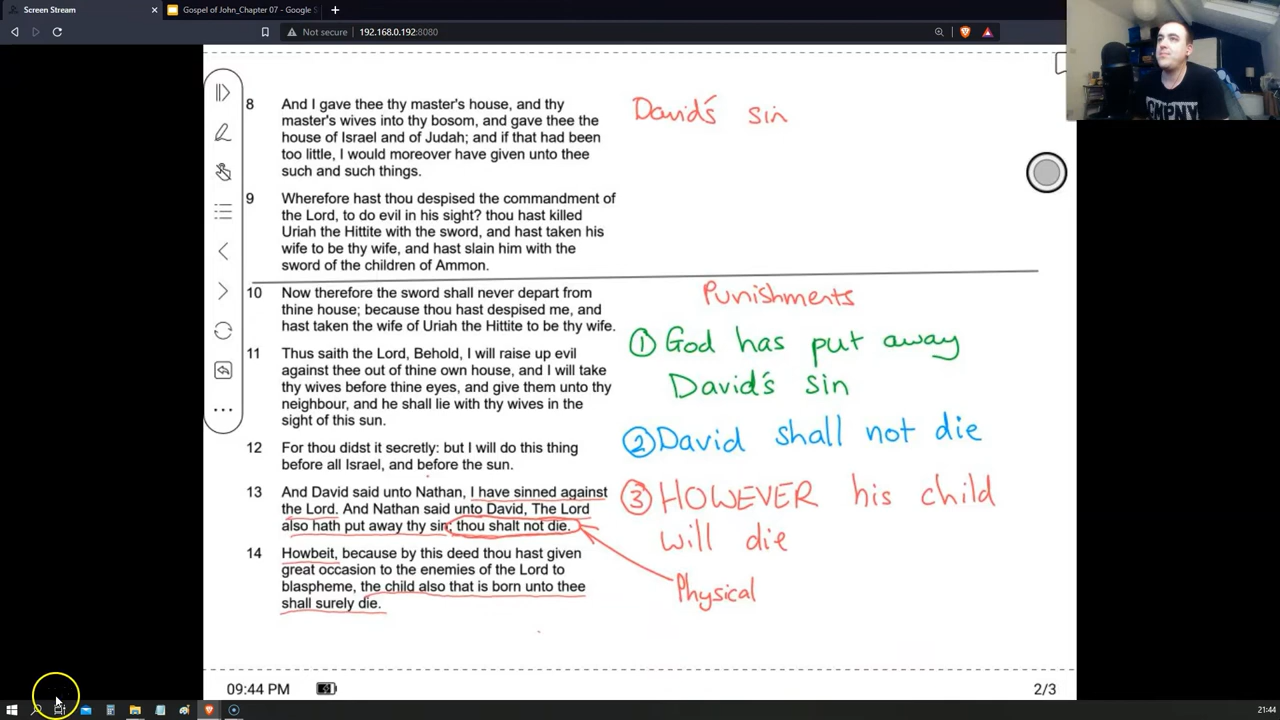 Screen Stream
Gospel of John_Chapter 07 - Google S
Not secure
192.168.0.192:8080
8 And I gave thee thy master's house, and thy
master's wives into thy bosom, and gave thee the
house of Israel and of Judah; and if that had been
too little, I would moreover have given unto thee
such and such things.
David's sin
9 Wherefore hast thou despised the commandment of
the Lord, to do evil in his sight? thou hast killed
Uriah the Hittite with the sword, and hast taken his
wife to be thy wife, and hast slain him with the
sword of the children of Ammon.
10 Now therefore the sword shall never depart from
thine house; because thou hast despised me, and
hast taken the wife of Uriah the Hittite to be thy wife.
11 Thus saith the Lord, Behold, I will raise up evil
against thee out of thine own house, and I will take
thy wives before thine eyes, and give them unto thy
neighbour, and he shall lie with thy wives in the
sight of this sun.
12 For thou didst it secretly: but I will do this thing
before all Israel, and before the sun.
13 And David said unto Nathan, I have sinned against
the Lord. And Nathan said unto David, The Lord
also hath put away thy sin; thou shalt not die.
14 Howbeit, because by this deed thou hast given
great occasion to the enemies of the Lord to
blaspheme, the child also that is born unto thee
shall surely die.
Punishments
① God has put away
David's sin
② David shall not die
③ HOWEVER his child
will die
Physical
09:44 PM
2/3
21:44